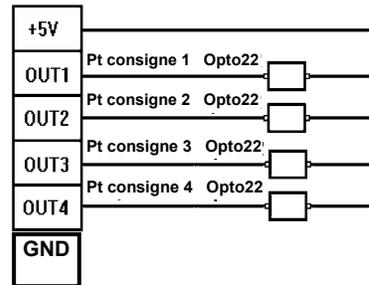 +5V
OUT1 Pt consigne 1 Opto22
OUT2 Pt consigne 2 Opto22
OUT3 Pt consigne 3 Opto22
OUT4 Pt consigne 4 Opto22
GND